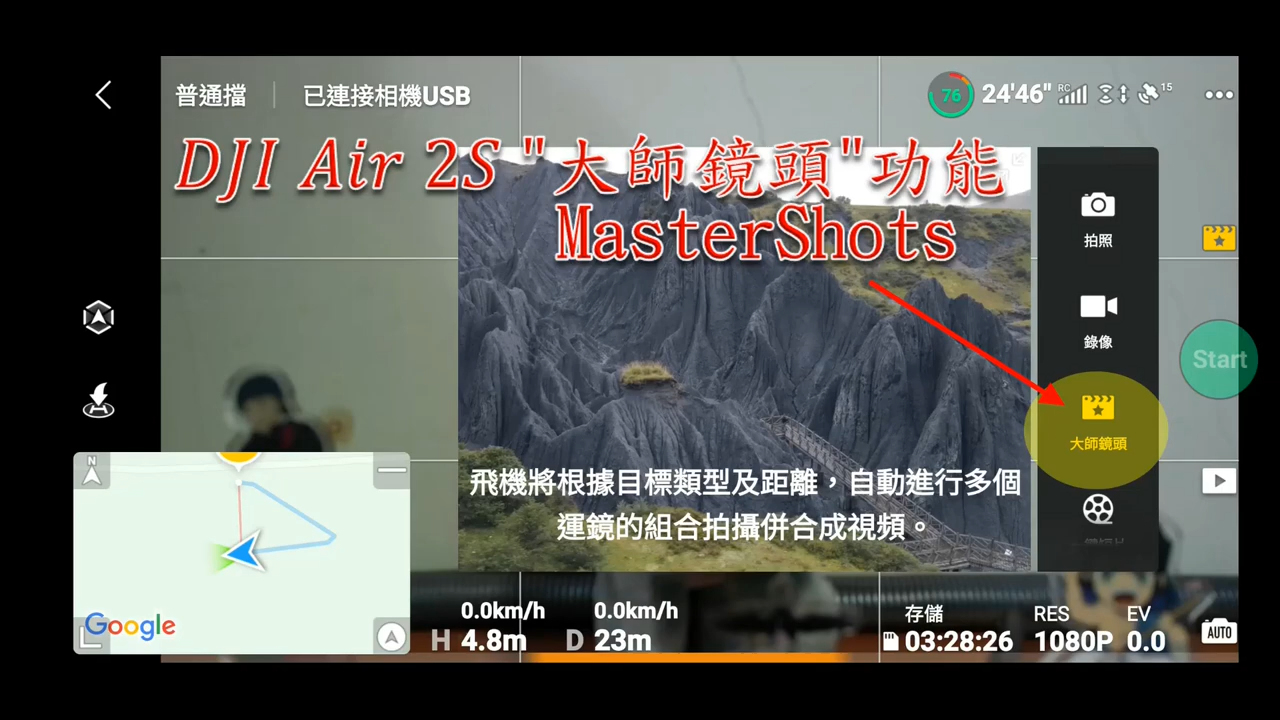 普通擋
已連接相機USB
76
24'46"
RC
15
DJI Air 2S "大師鏡頭"功能
MasterShots
拍照
錄像
Start
大師鏡頭
飛機將根據目標類型及距離，自動進行多個
運鏡的組合拍攝併合成視頻。
N
Google
0.0km/h
0.0km/h
H 4.8m
D 23m
存儲
03:28:26
RES
1080P
EV
0.0
AUTO